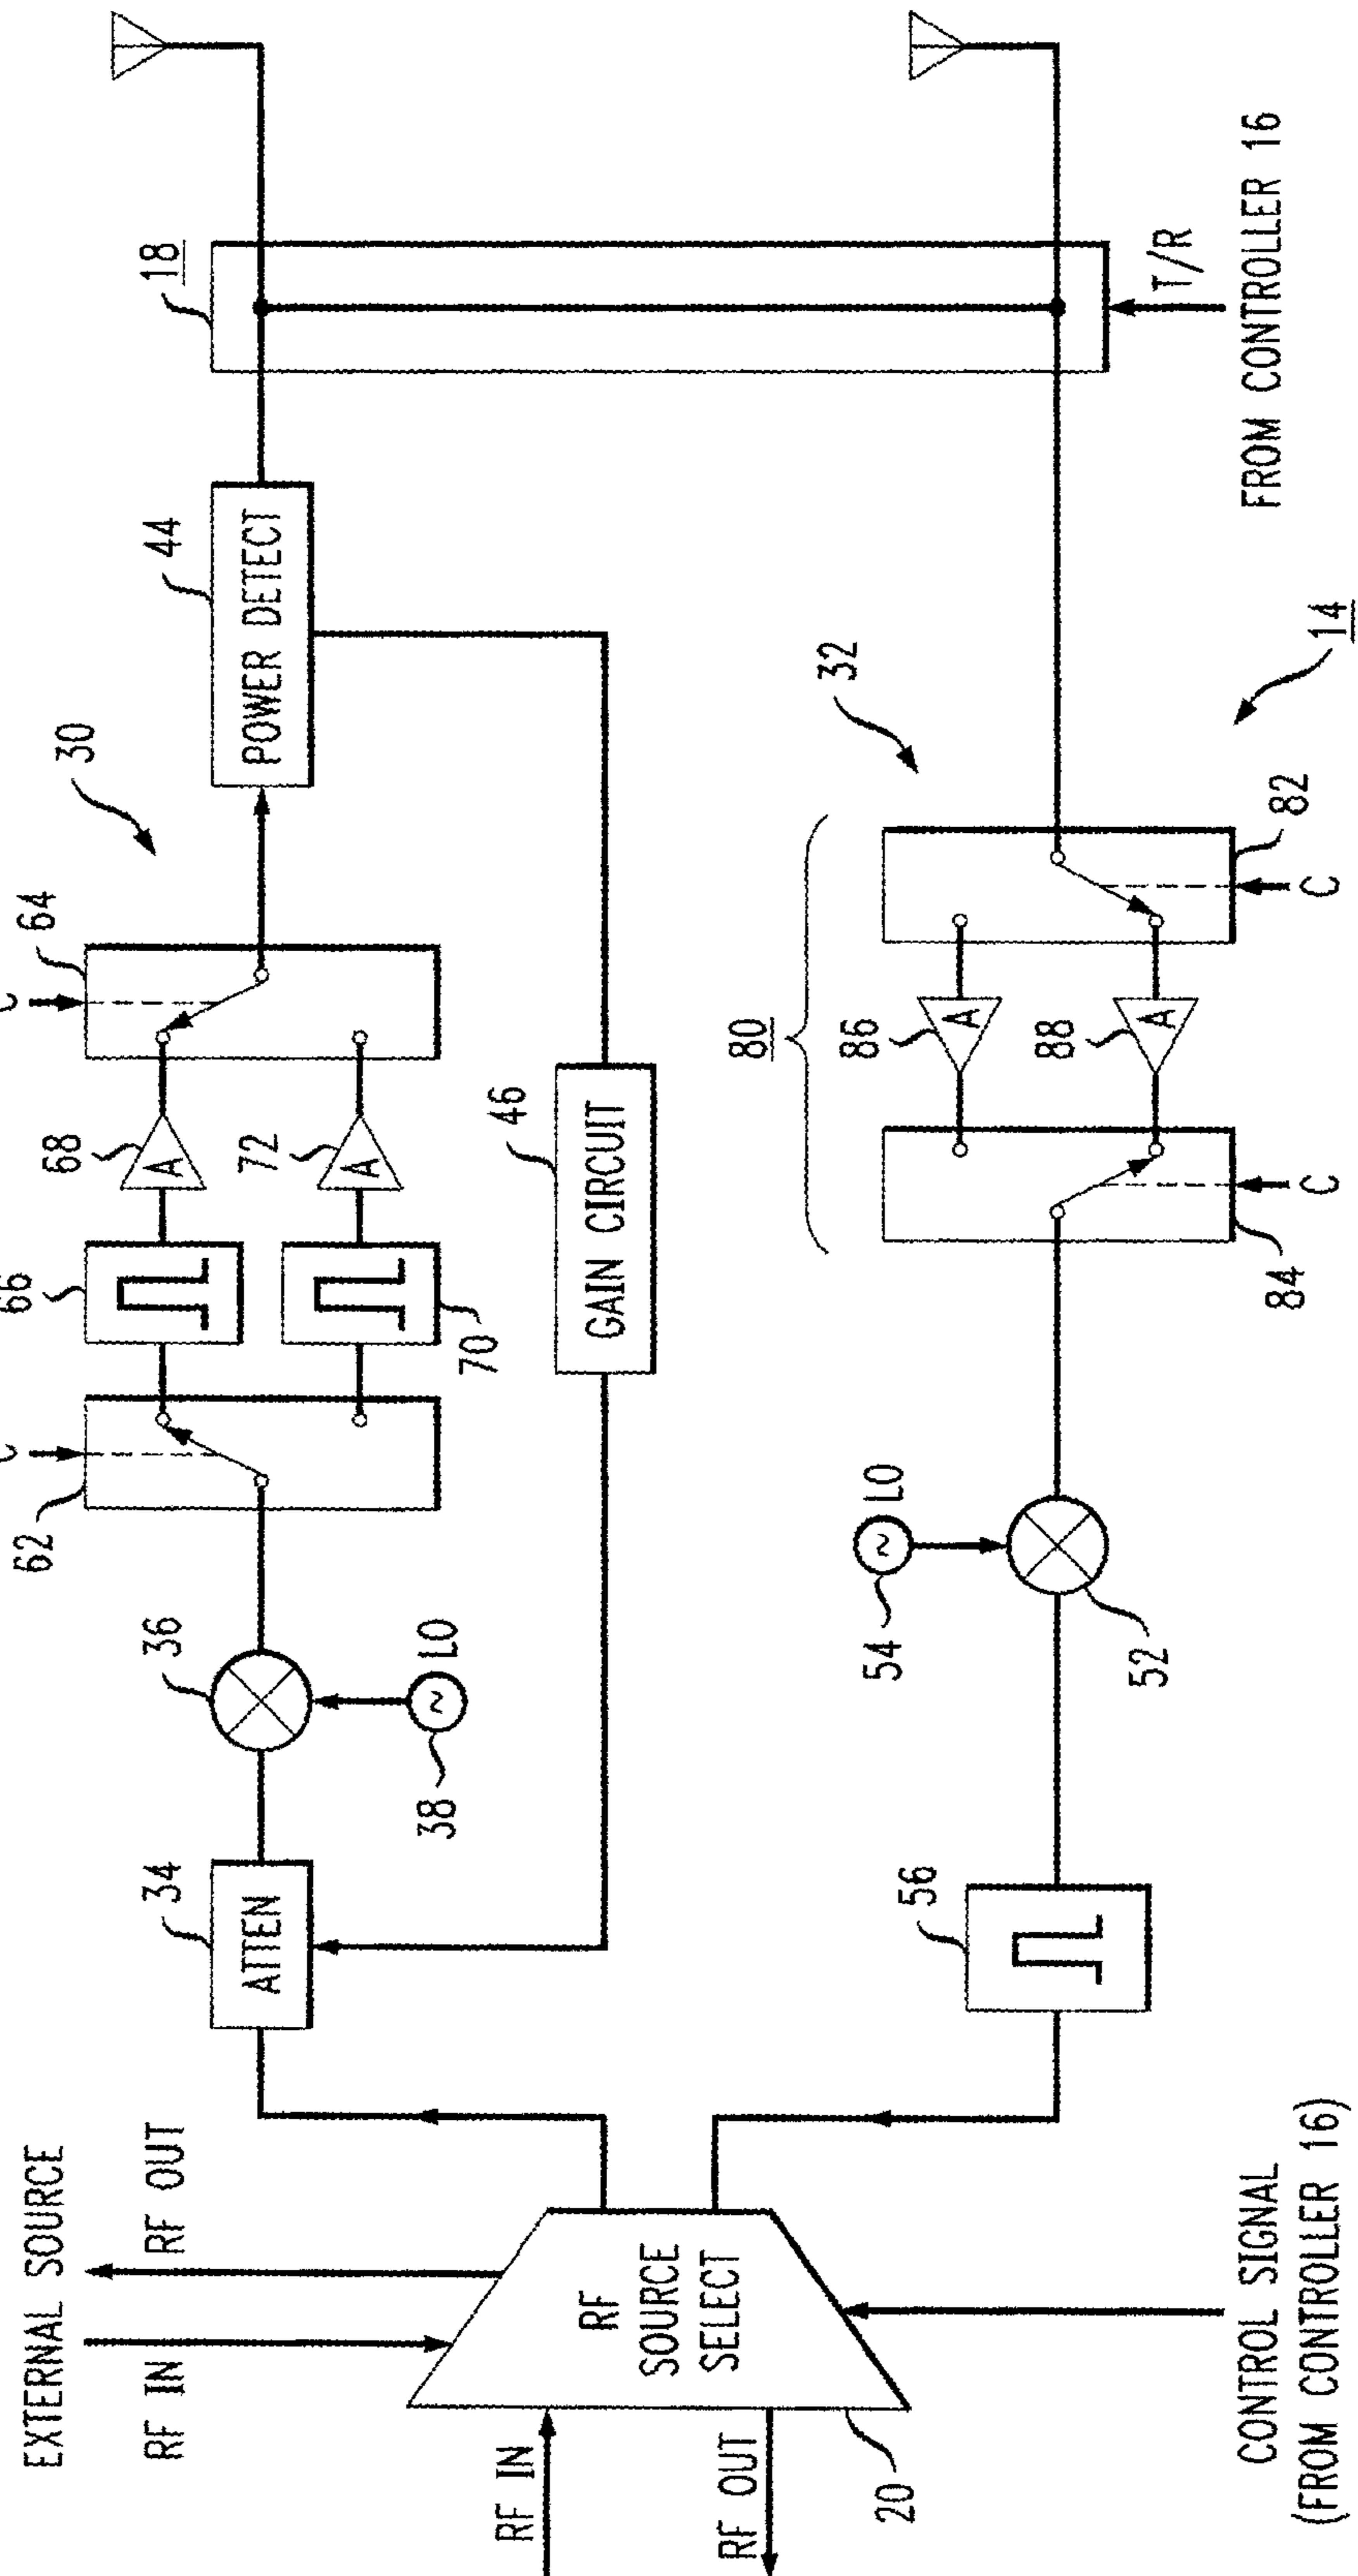 EXTERNAL SOURCE
RF IN
RF OUT
RF IN
RF OUT
20
RF
SOURCE
SELECT
CONTROL SIGNAL
(FROM CONTROLLER 16)
34
ATTEN
36
38
LO
62
66
68
70
72
A
A
64
30
44
POWER DETECT
46
GAIN CIRCUIT
18
T/R
FROM CONTROLLER 16
56
52
54
LO
80
84
C
86
A
88
A
82
C
32
14